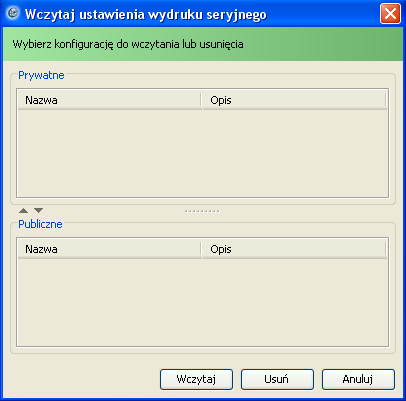 Wczytaj ustawienia wydruku seryjnego
Wybierz konfigurację do wczytania lub usunięcia
Prywatne
Nazwa Opis
Publiczne
Nazwa Opis
Wczytaj Usuń Anuluj